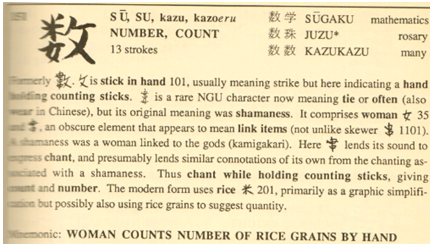 151
数
SŪ, SU, kazu, kazoeru
NUMBER, COUNT
13 strokes
数学 SŪGAKU mathematics
数珠 JUZU* rosary
数数 KAZUKAZU many
Formerly 數. 攵 is stick in hand 101, usually meaning strike but here indicating a hand
holding counting sticks. is a rare NGU character now meaning tie or often (also
wear in Chinese), but its original meaning was shamaness. It comprises woman 女 35
and , an obscure element that appears to mean link items (not unlike skewer 1101).
A shamaness was a woman linked to the gods (kamigakari). Here lends its sound to
express chant, and presumably lends similar connotations of its own from the chanting as-
sociated with a shamaness. Thus chant while holding counting sticks, giving
count and number. The modern form uses rice 米 201, primarily as a graphic simplifi-
cation but possibly also using rice grains to suggest quantity.
Mnemonic: WOMAN COUNTS NUMBER OF RICE GRAINS BY HAND